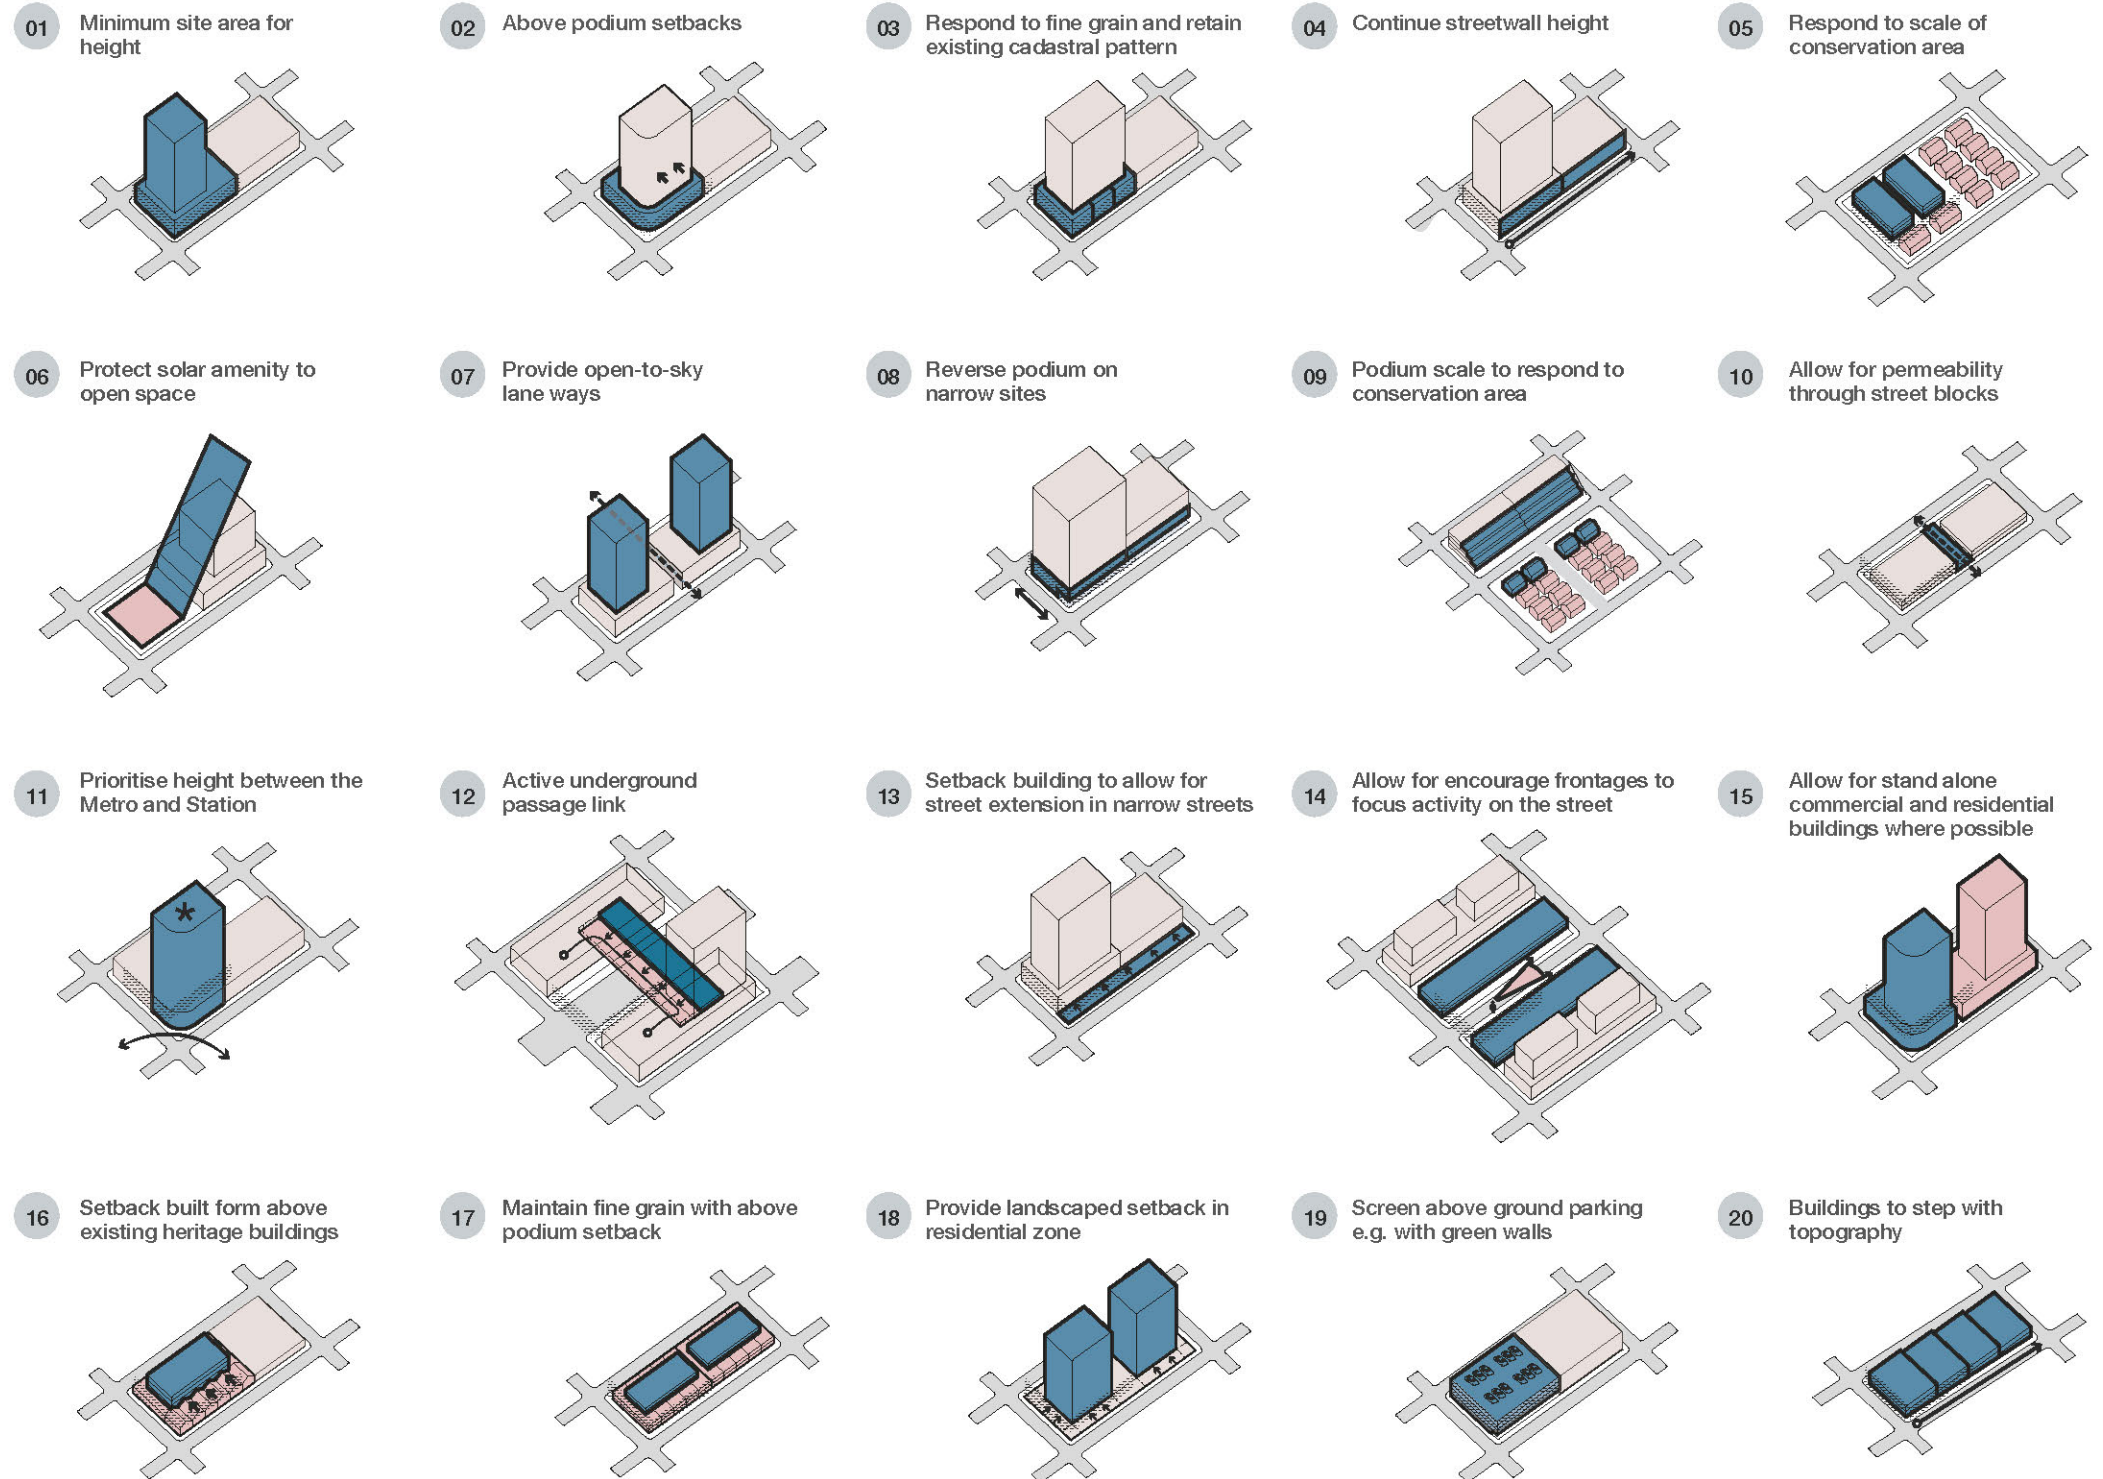 01
Minimum site area for
height
02
Above podium setbacks
03
Respond to fine grain and retain
existing cadastral pattern
04
Continue streetwall height
05
Respond to scale of
conservation area
06
Protect solar amenity to
open space
07
Provide open-to-sky
lane ways
08
Reverse podium on
narrow sites
09
Podium scale to respond to
conservation area
10
Allow for permeability
through street blocks
11
Prioritise height between the
Metro and Station
12
Active underground
passage link
13
Setback building to allow for
street extension in narrow streets
14
Allow for encourage frontages to
focus activity on the street
15
Allow for stand alone
commercial and residential
buildings where possible
16
Setback built form above
existing heritage buildings
17
Maintain fine grain with above
podium setback
18
Provide landscaped setback in
residential zone
19
Screen above ground parking
e.g. with green walls
20
Buildings to step with
topography